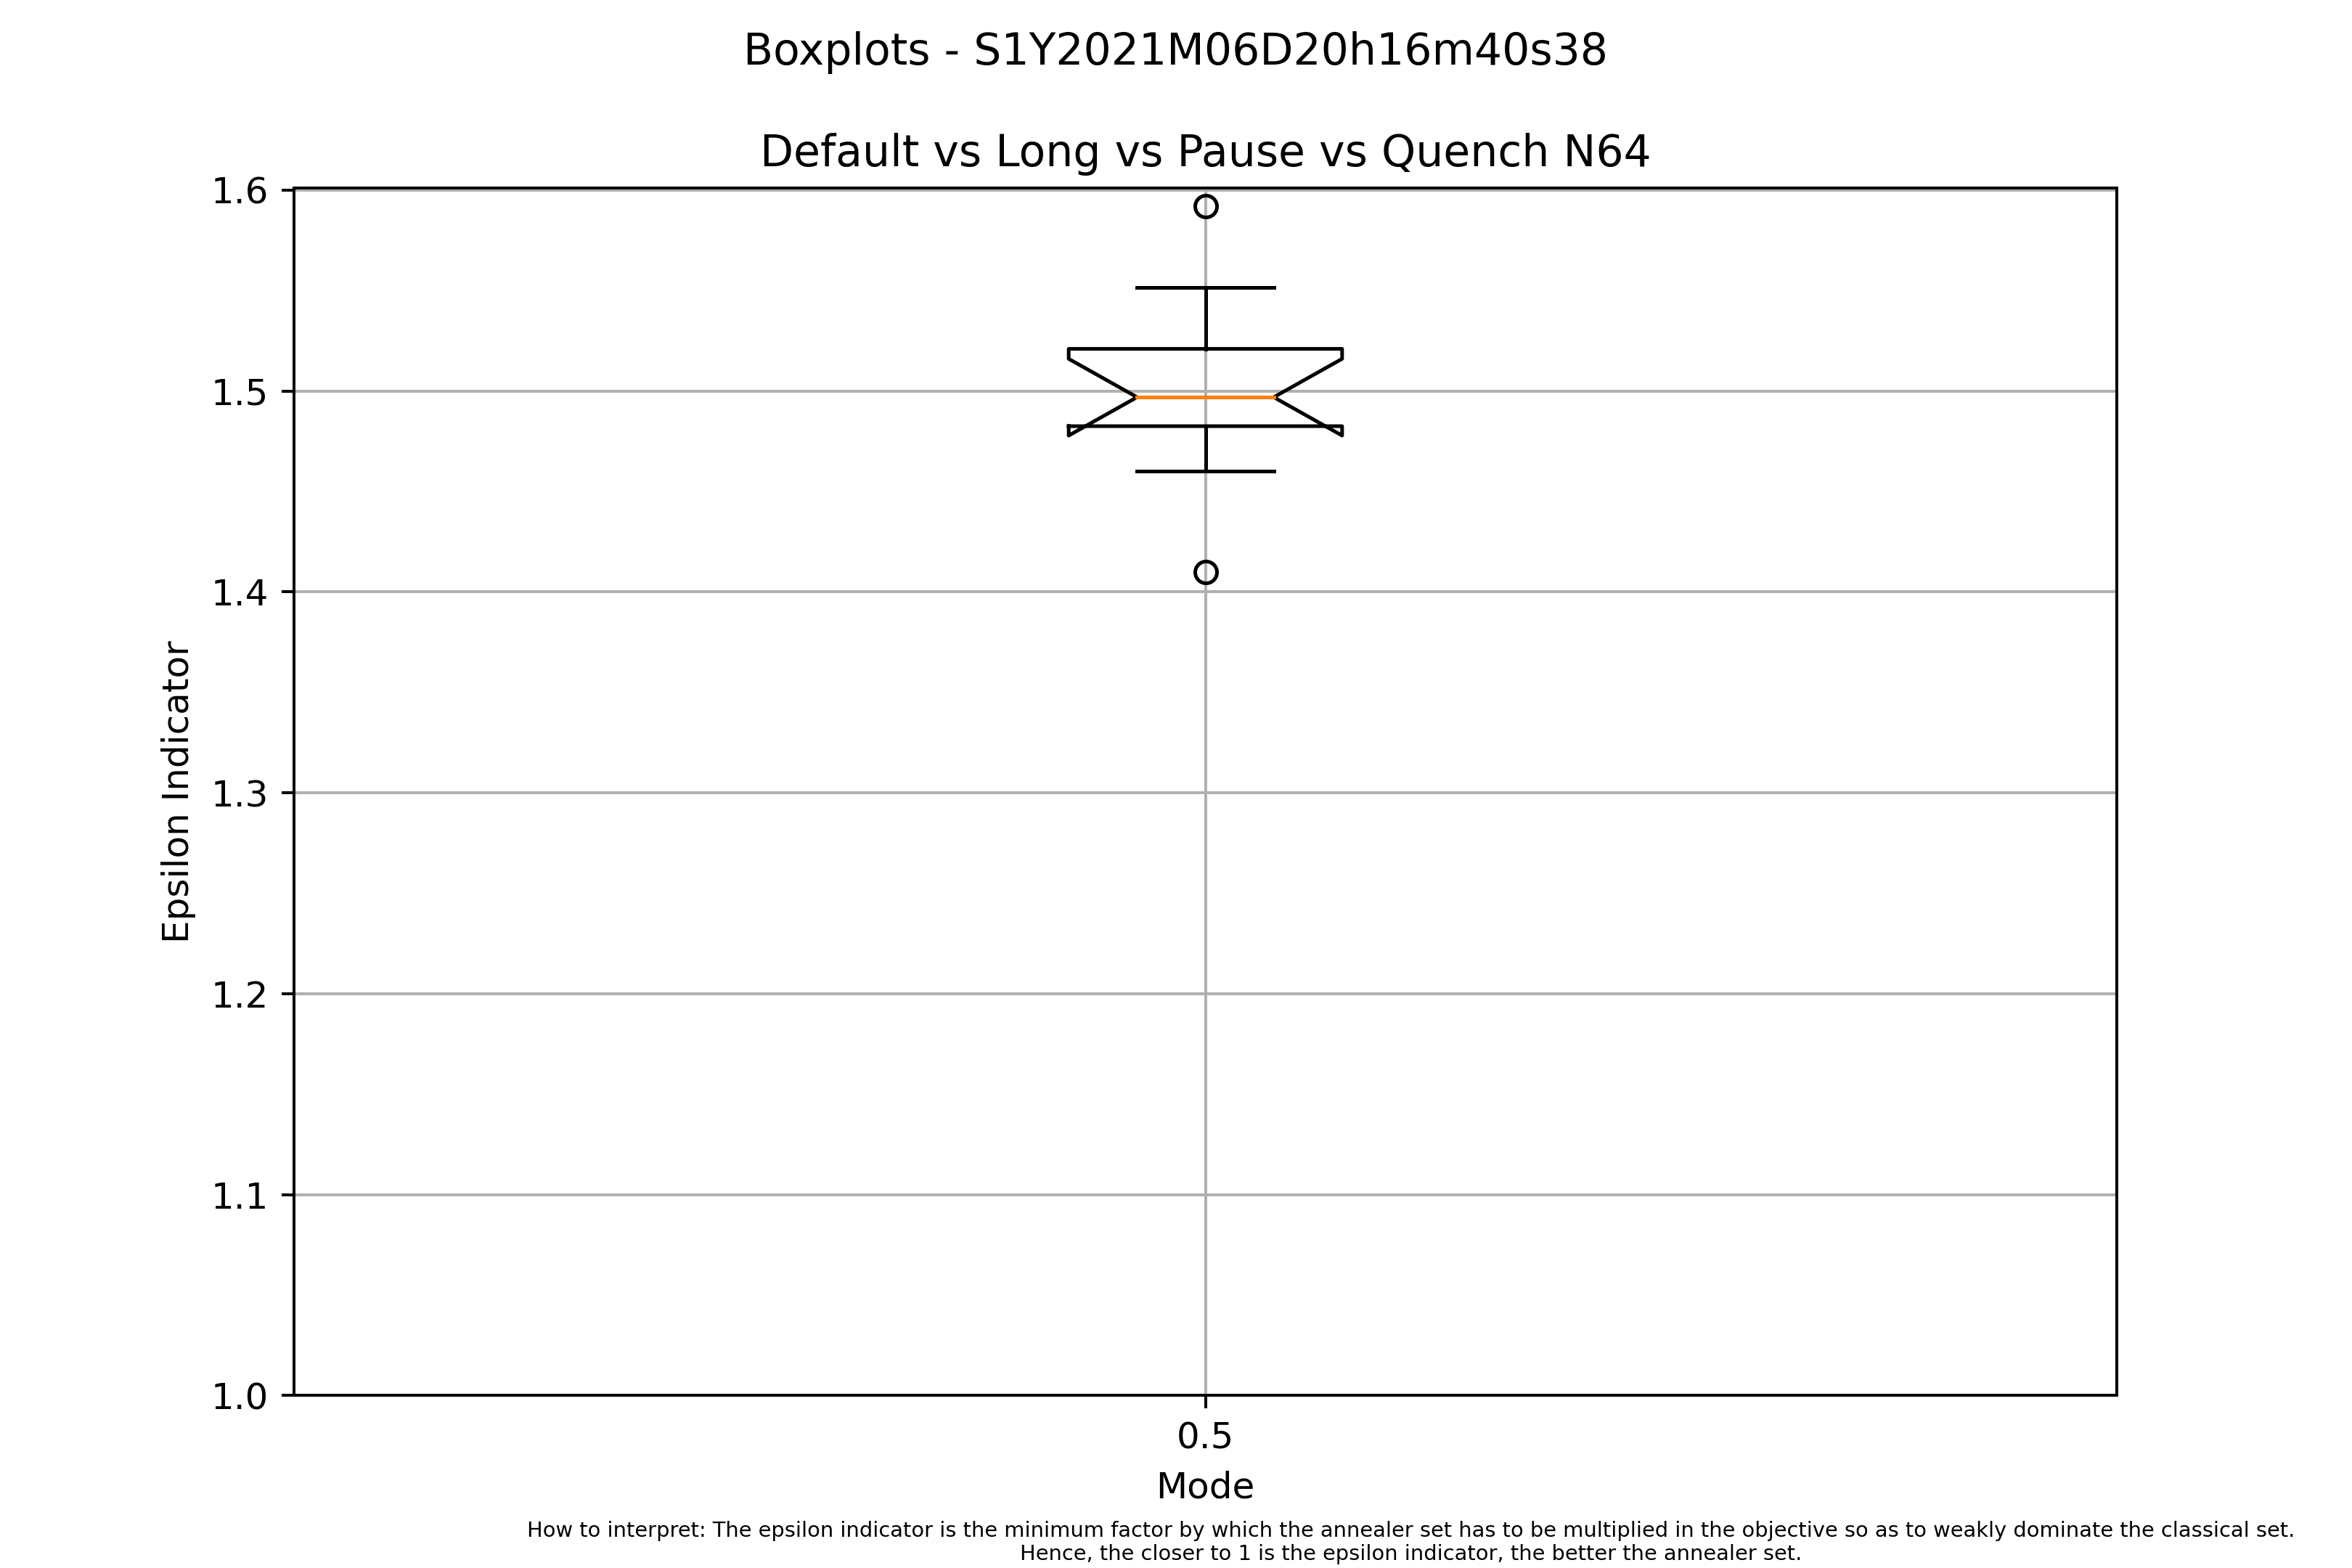 Boxplots - S1Y2021M06D20h16m40s38
Default vs Long vs Pause vs Quench N64
1.6
1.5
1.4
1.3
1.2
1.1
1.0
Epsilon Indicator
0.5
Mode
How to interpret: The epsilon indicator is the minimum factor by which the annealer set has to be multiplied in the objective so as to weakly dominate the classical set.
Hence, the closer to 1 is the epsilon indicator, the better the annealer set.